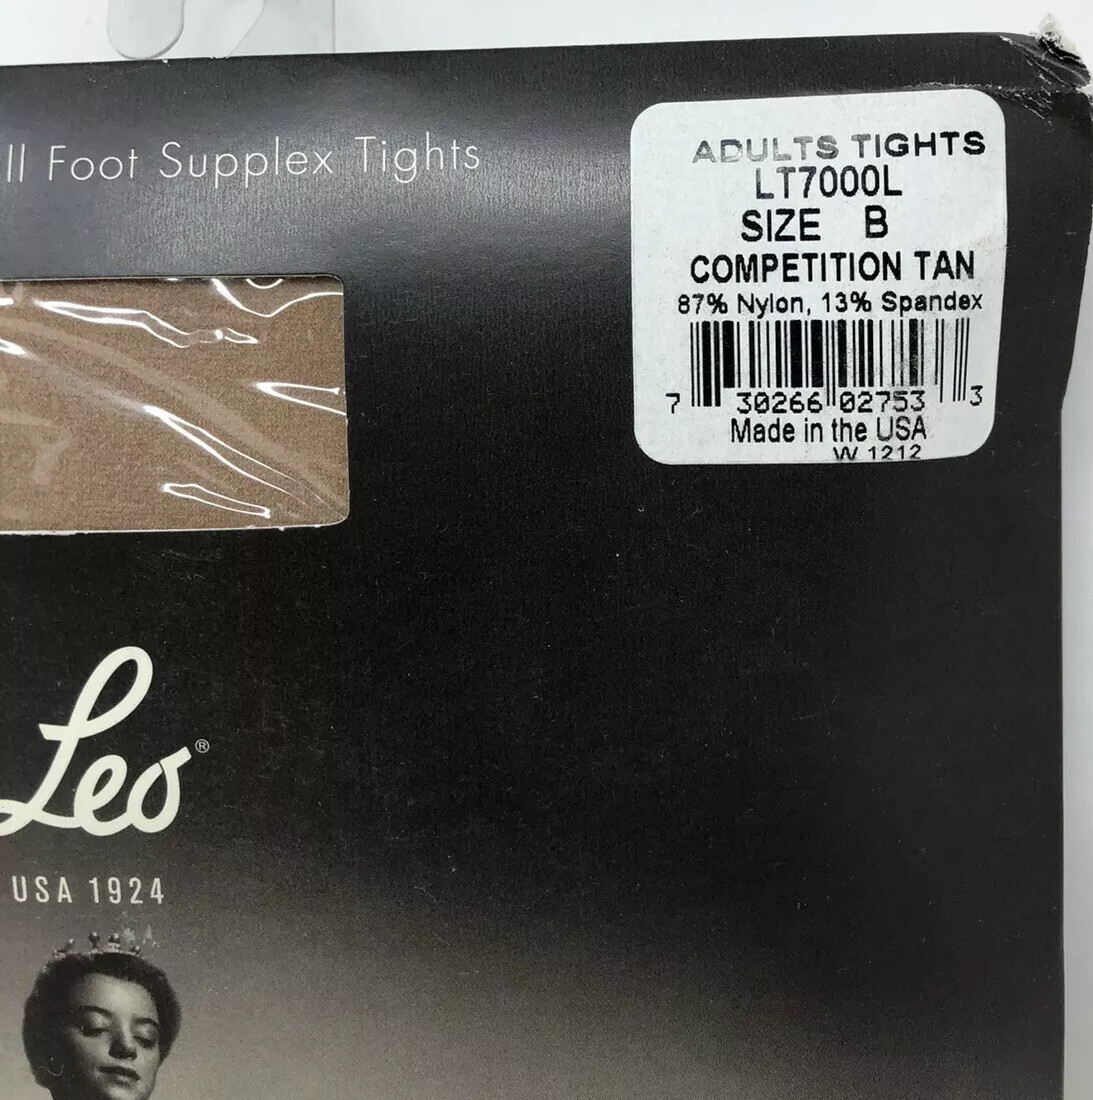 ll Foot Supplex Tights
ADULTS TIGHTS
LT7000L
SIZE B
COMPETITION TAN
87% Nylon, 13% Spandex
7 30266 02753 3
Made in the USA
W 1212
Leo®
USA 1924